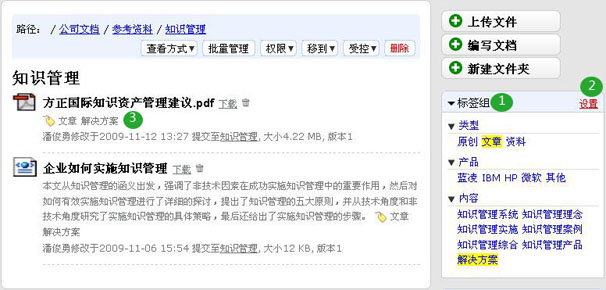 路径： / 公司文档 / 参考资料 / 知识管理
查看方式▼ 批量管理 权限▼ 移到▼ 受控▼ 删除
知识管理
方正国际知识资产管理建议.pdf 下载
文章 解决方案 3
潘俊勇修改于2009-11-12 13:27 提交至知识管理, 大小4.22 MB, 版本1
企业如何实施知识管理 下载
本文从知识管理的涵义出发，强调了非技术因素在成功实施知识管理中的重要作用，然后对
如何有效实施知识管理进行了详细的探讨，提出了知识管理的五大原则，并从技术角度和非
技术角度研究了实施知识管理的具体策略，最后还给出了实施知识管理的步骤。 文章
解决方案
潘俊勇修改于2009-11-06 15:54 提交至知识管理, 大小12 KB, 版本1
上传文件
编写文档
新建文件夹
2
▼标签组 1 设置
▼ 类型
原创 文章 资料
▼ 产品
蓝凌 IBM HP 微软 其他
▼ 内容
知识管理系统 知识管理理念
知识管理实施 知识管理案例
知识管理综合 知识管理产品
解决方案